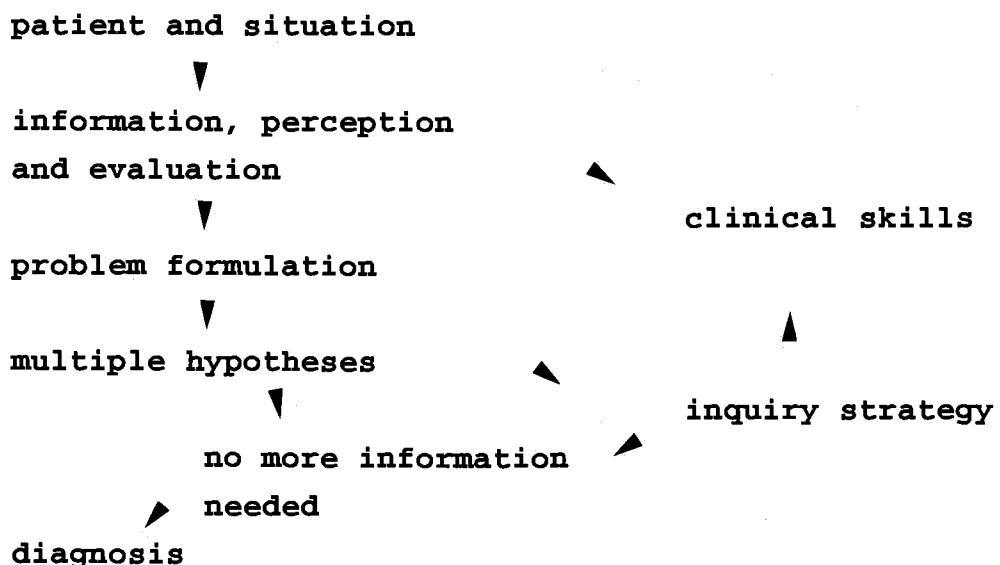 patient and situation
information, perception
and evaluation
clinical skills
problem formulation
multiple hypotheses
inquiry strategy
no more information
needed
diagnosis